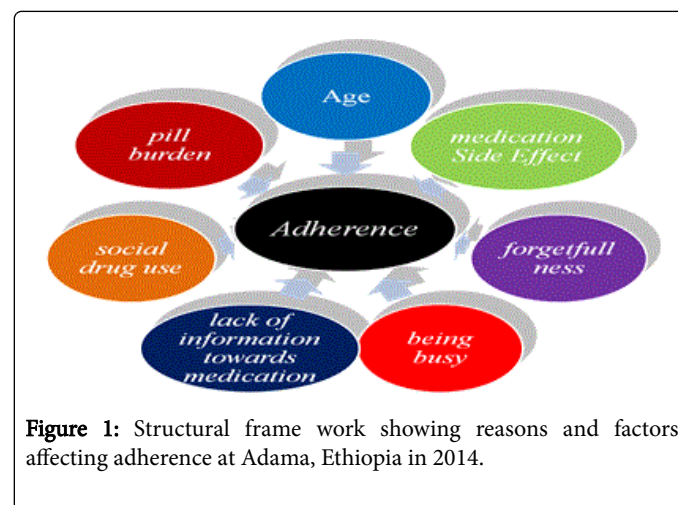 Age
pill
burden
medication
Side Effect
Adherence
social
drug use
forgetfull
ness
lack of
information
towards
medication
being
busy
Figure 1: Structural frame work showing reasons and factors
affecting adherence at Adama, Ethiopia in 2014.